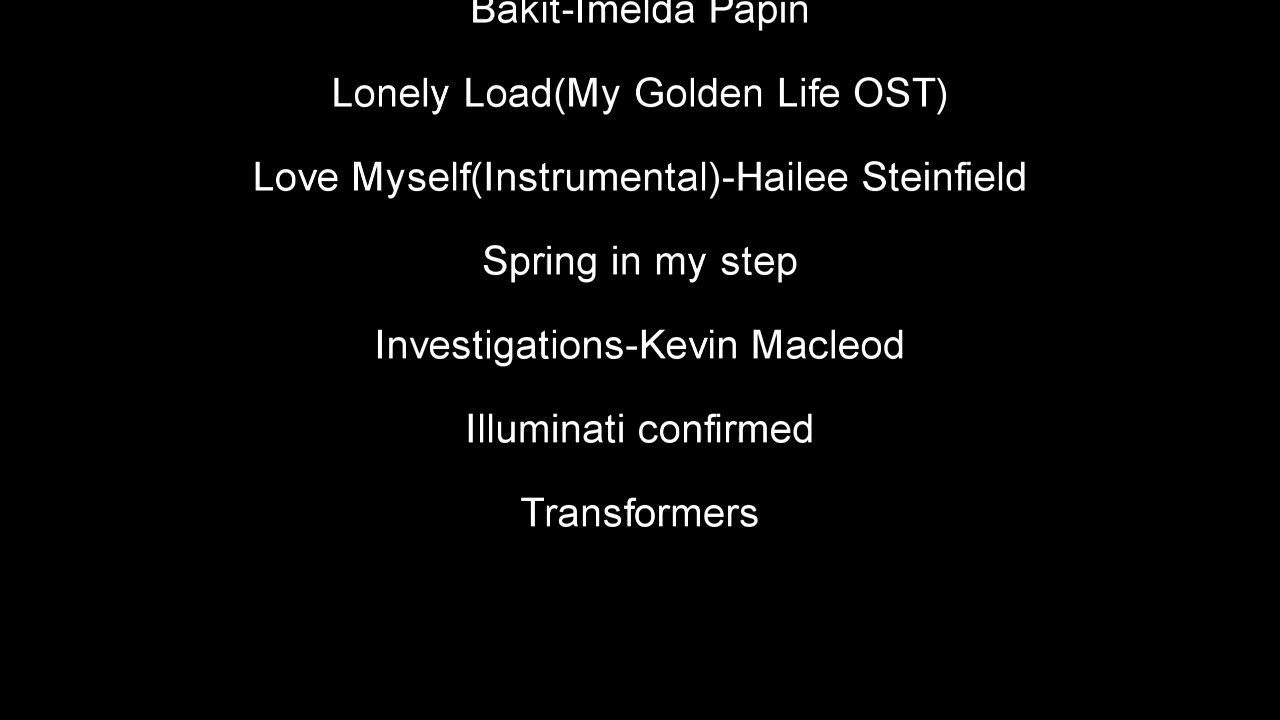 Bakit-Imelda Papin
Lonely Load(My Golden Life OST)
Love Myself(Instrumental)-Hailee Steinfield
Spring in my step
Investigations-Kevin Macleod
Illuminati confirmed
Transformers